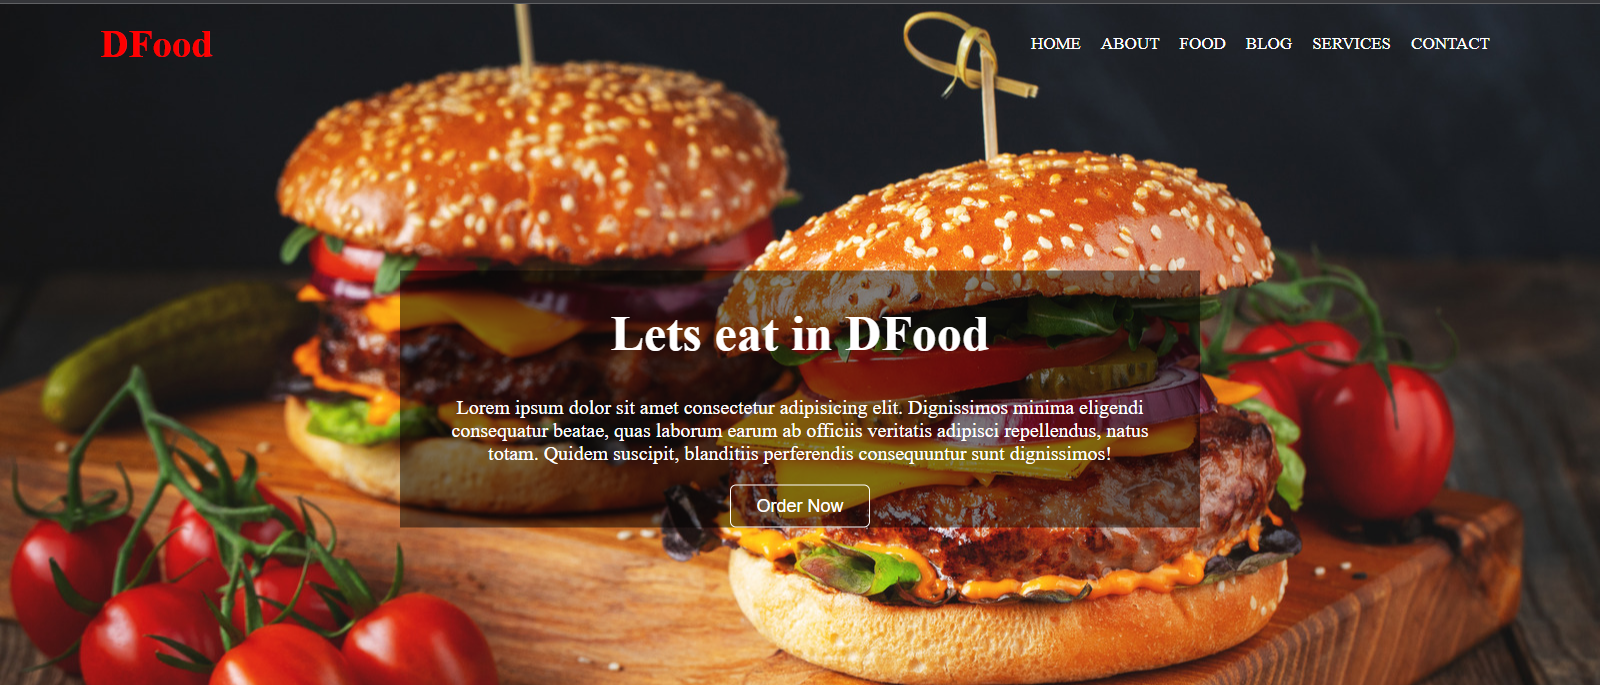 DFood
HOME ABOUT FOOD BLOG SERVICES CONTACT
Lets eat in DFood
Lorem ipsum dolor sit amet consectetur adipisicing elit. Dignissimos minima eligendi
consequatur beatae, quas laborum earum ab officiis veritatis adipisci repellendus, natus
totam. Quidem suscipit, blanditiis perferendis consequuntur sunt dignissimos!
Order Now